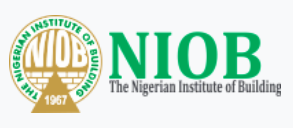 THE NIGERIAN INSTITUTE OF BUILDING
NIOB
1967
NIOB
The Nigerian Institute of Building